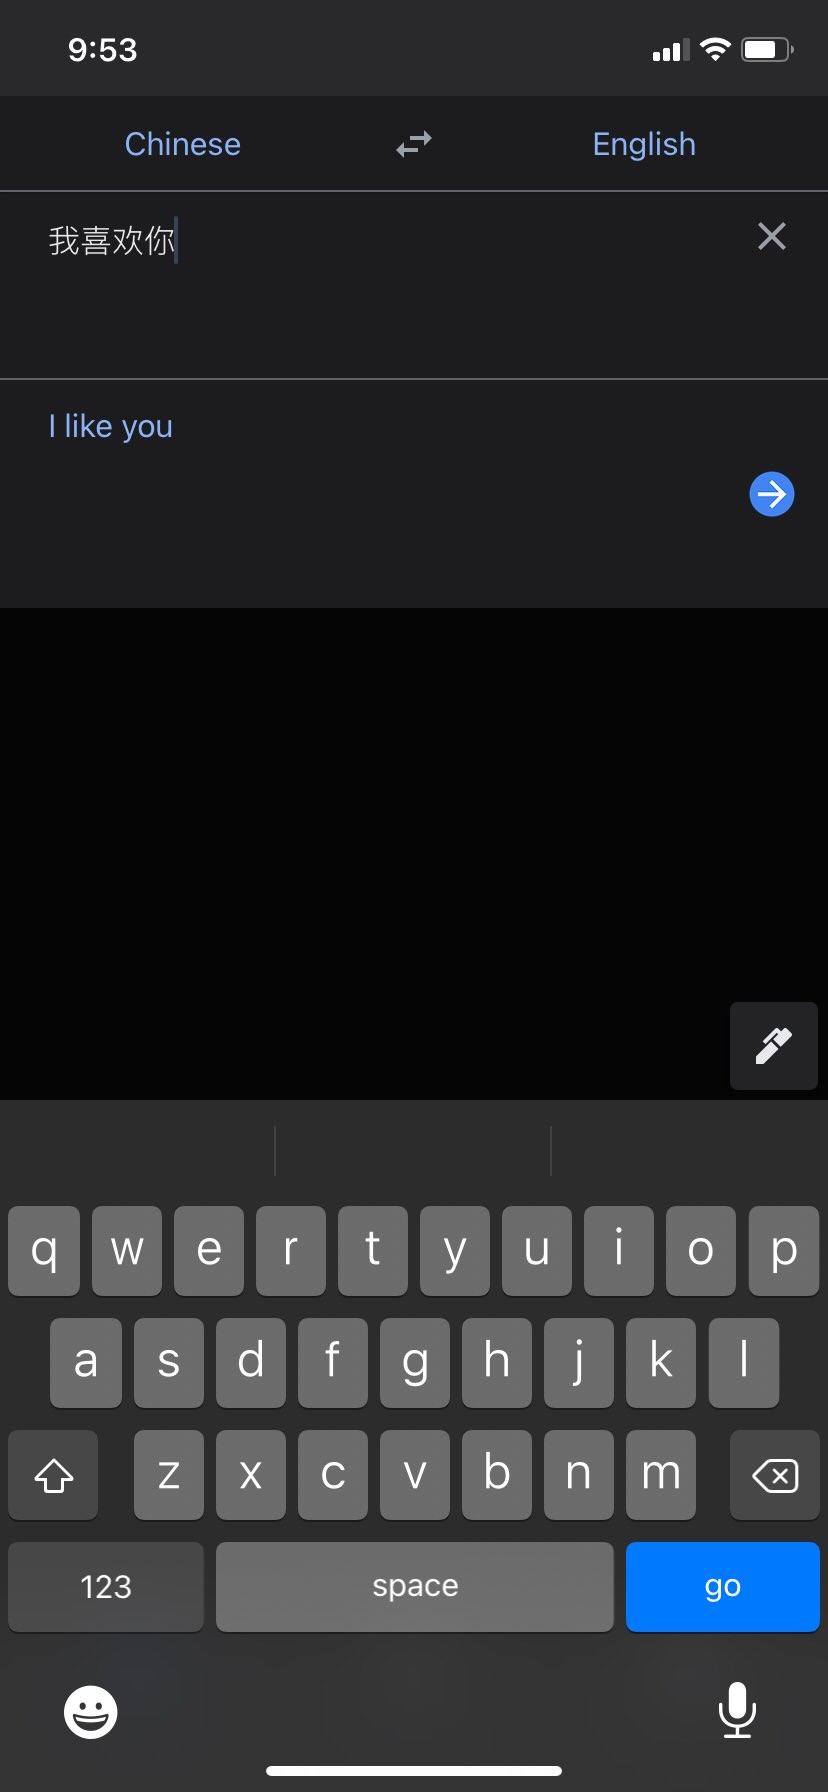 9:53
Chinese English
我喜欢你
I like you
q w e r t y u i o p
a s d f g h j k l
z x c v b n m
123 space go